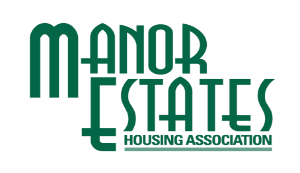 MANOR
ESTATES
HOUSING ASSOCIATION